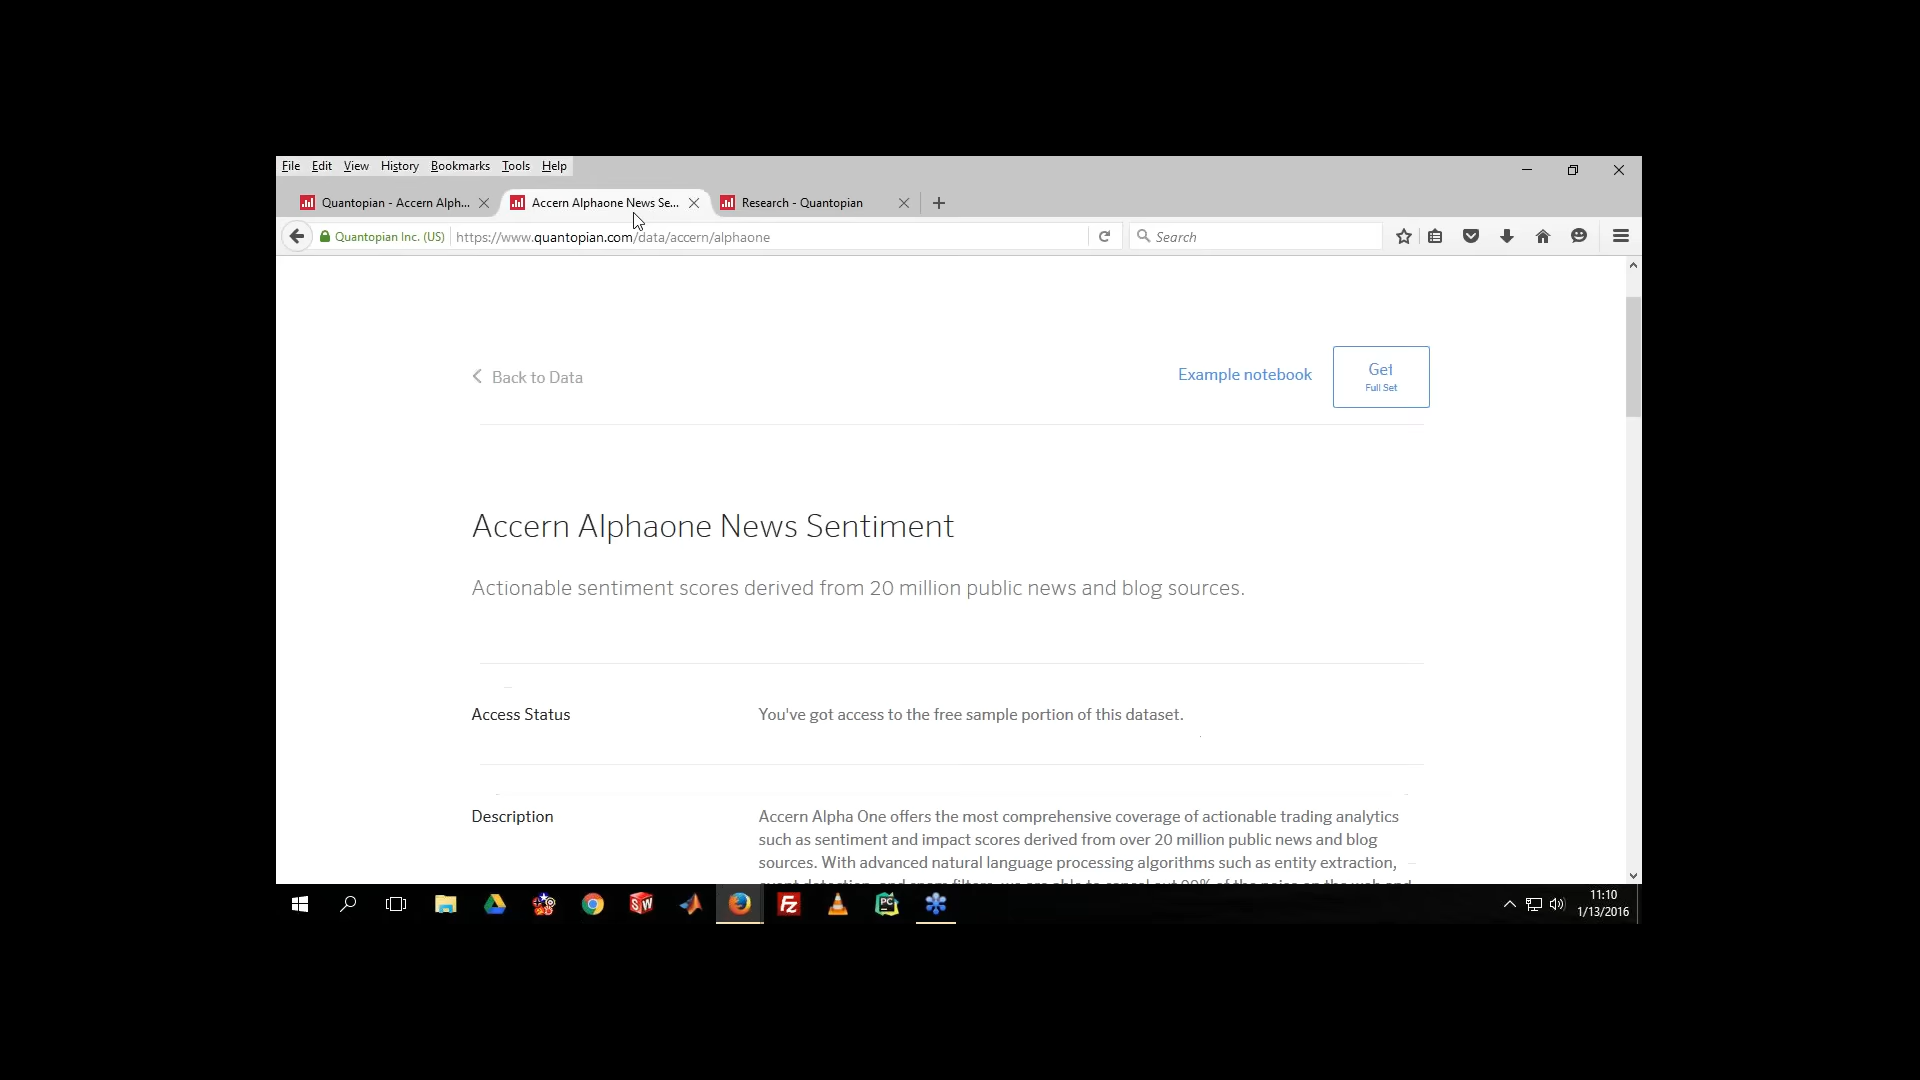 File Edit View History Bookmarks Tools Help
Quantopian - Accern Alph... Accern Alphaone News Se... Research - Quantopian
Quantopian Inc. (US) https://www.quantopian.com/data/accern/alphaone Search
Back to Data Example notebook Get
Full Set
Accern Alphaone News Sentiment
Actionable sentiment scores derived from 20 million public news and blog sources.
Access Status You've got access to the free sample portion of this dataset.
Description Accern Alpha One offers the most comprehensive coverage of actionable trading analytics
such as sentiment and impact scores derived from over 20 million public news and blog
sources. With advanced natural language processing algorithms such as entity extraction,
SW Fz PC
11:10
1/13/2016